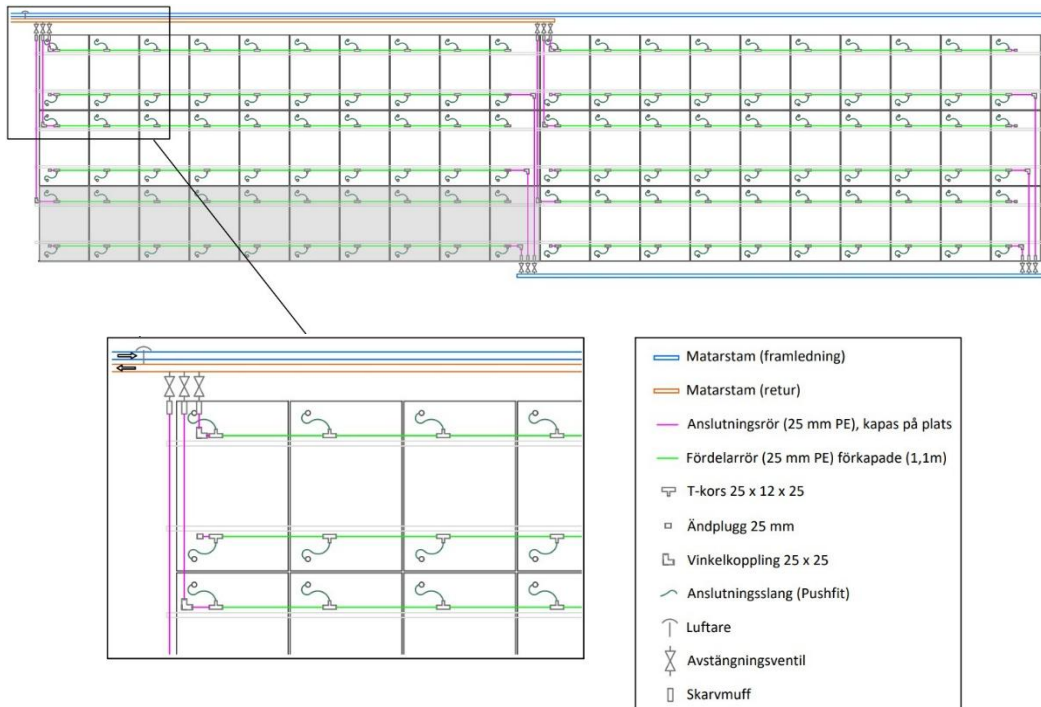 Matarstam (framledning)
Matarstam (retur)
Anslutningsrör (25 mm PE), kapas på plats
Fördelarrör (25 mm PE) förkapade (1,1m)
T-kors 25 x 12 x 25
Ändplugg 25 mm
Vinkelkoppling 25 x 25
Anslutningsslang (Pushfit)
Luftare
Avstängningsventil
Skarvmuff